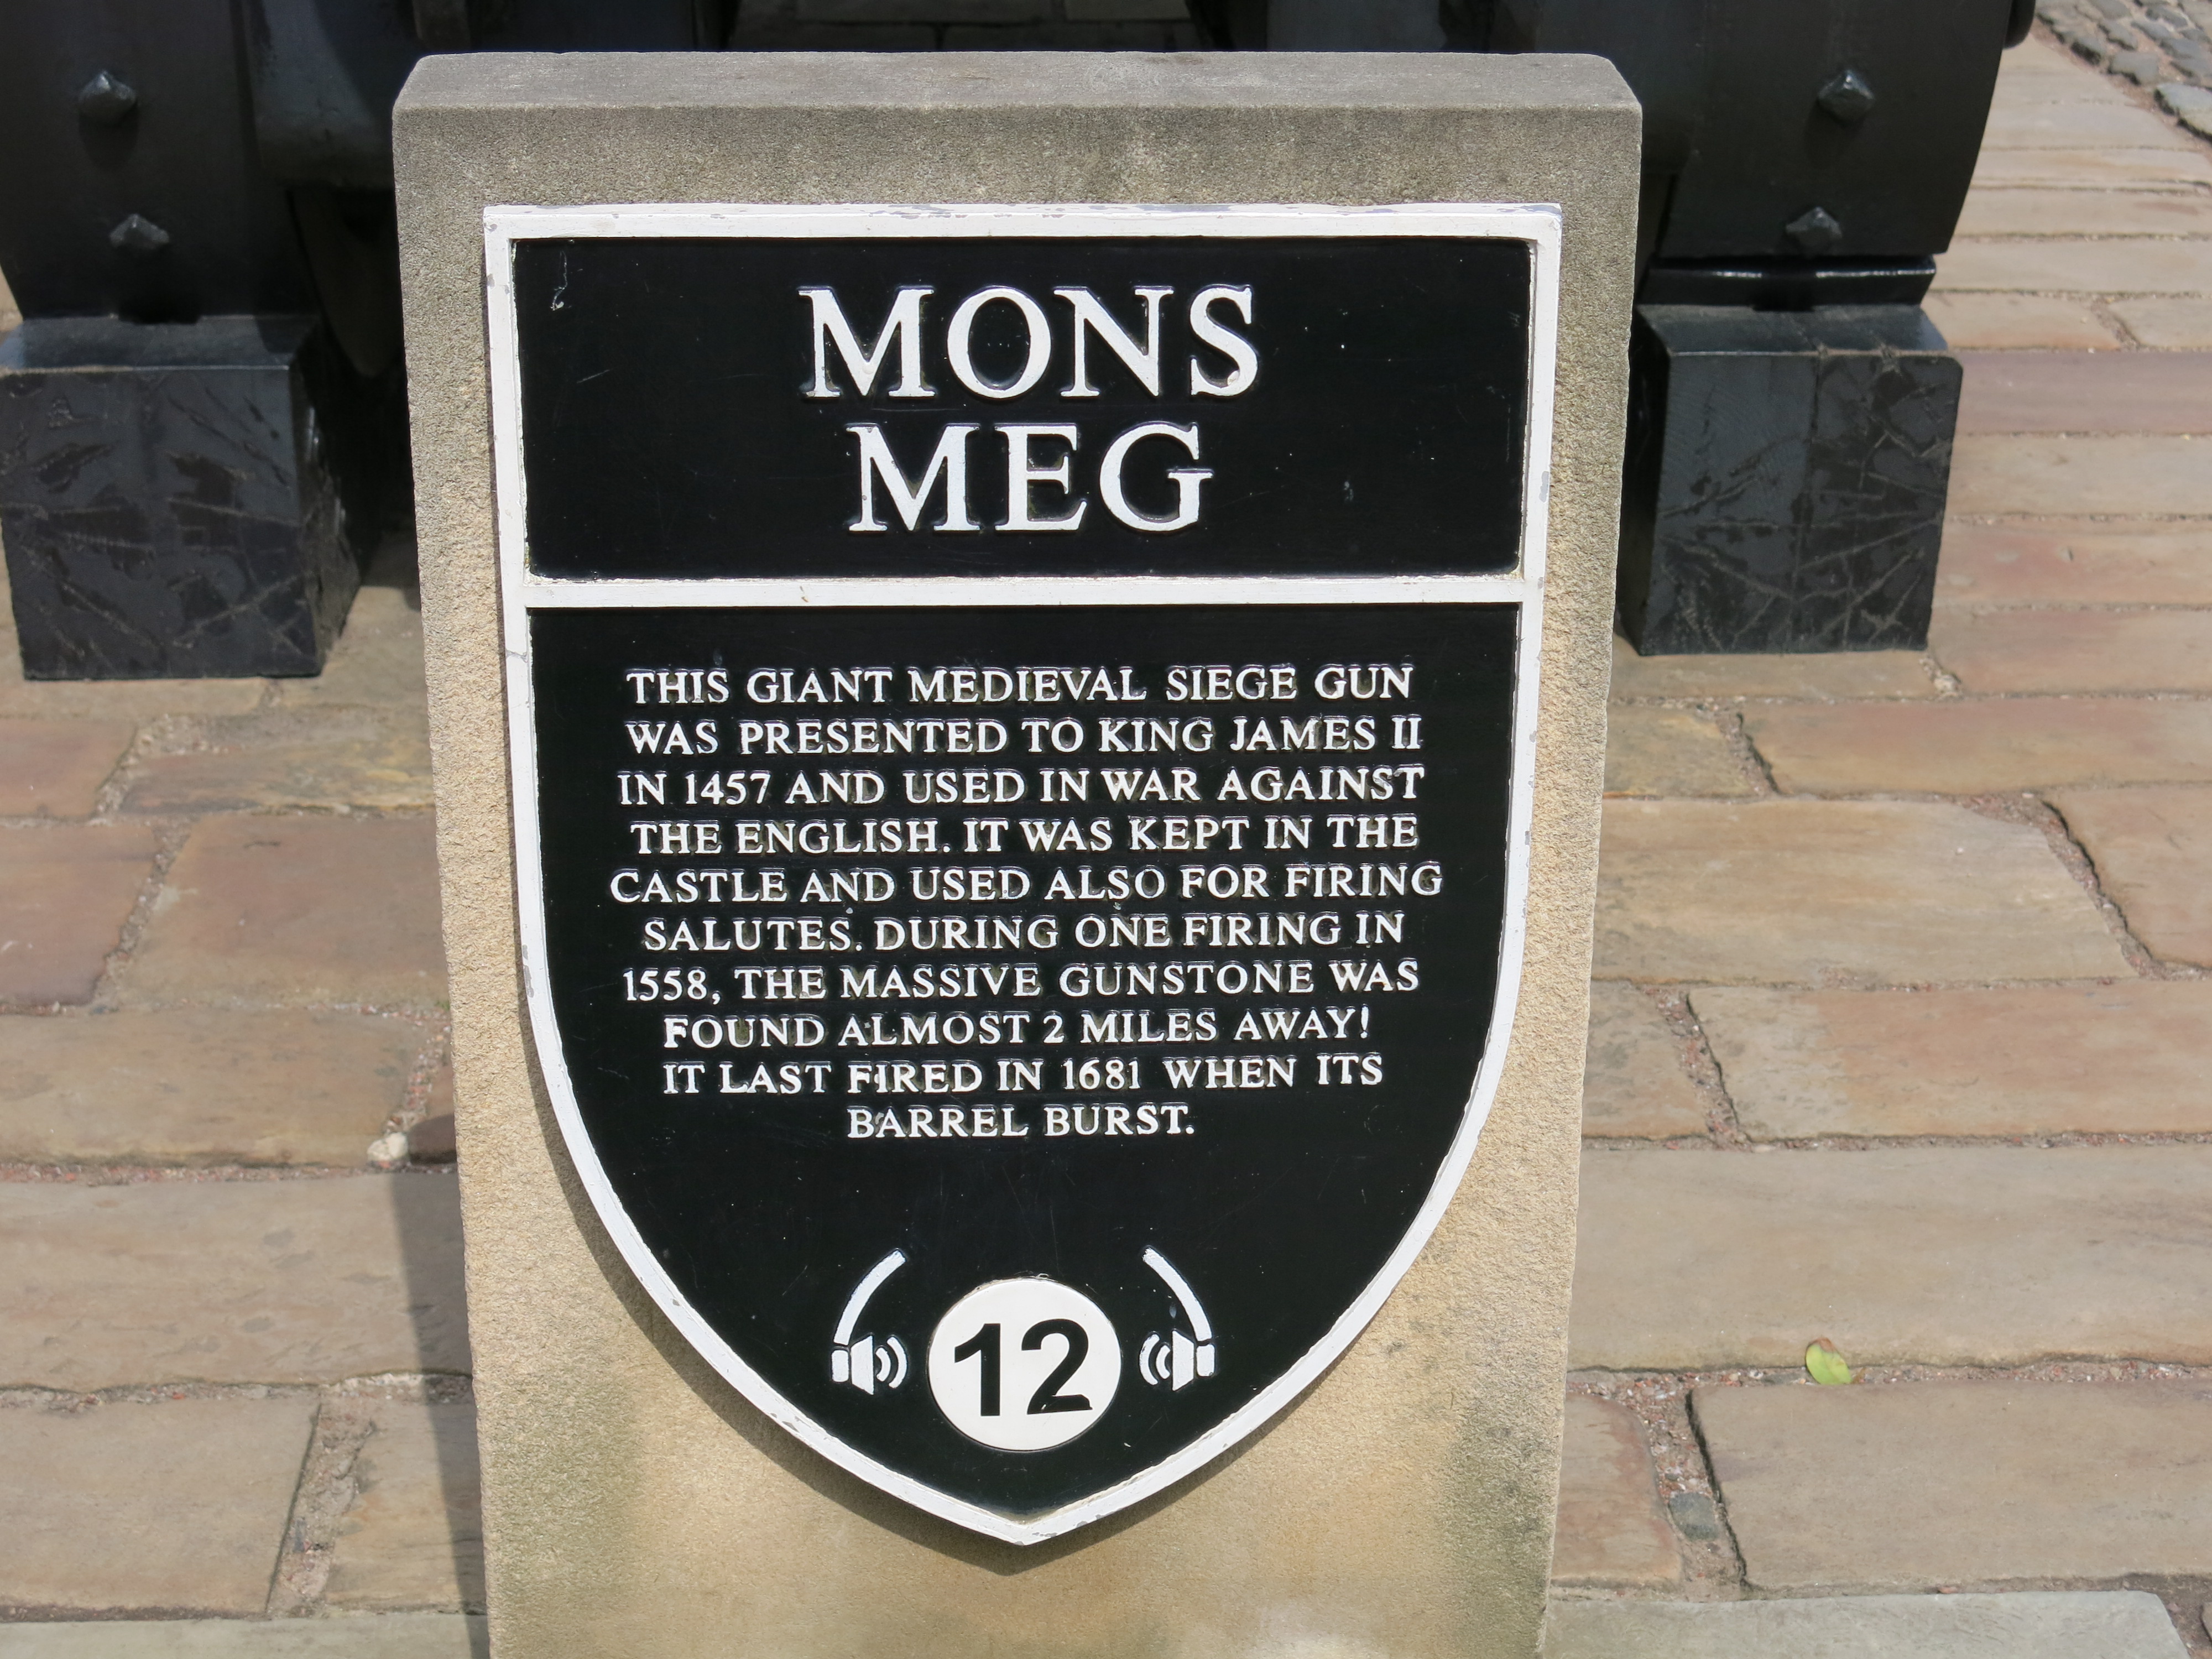 MONS
MEG
THIS GIANT MEDIEVAL SIEGE GUN
WAS PRESENTED TO KING JAMES II
IN 1457 AND USED IN WAR AGAINST
THE ENGLISH. IT WAS KEPT IN THE
CASTLE AND USED ALSO FOR FIRING
SALUTES. DURING ONE FIRING IN
1558, THE MASSIVE GUNSTONE WAS
FOUND ALMOST 2 MILES AWAY!
IT LAST FIRED IN 1681 WHEN ITS
BARREL BURST.
12